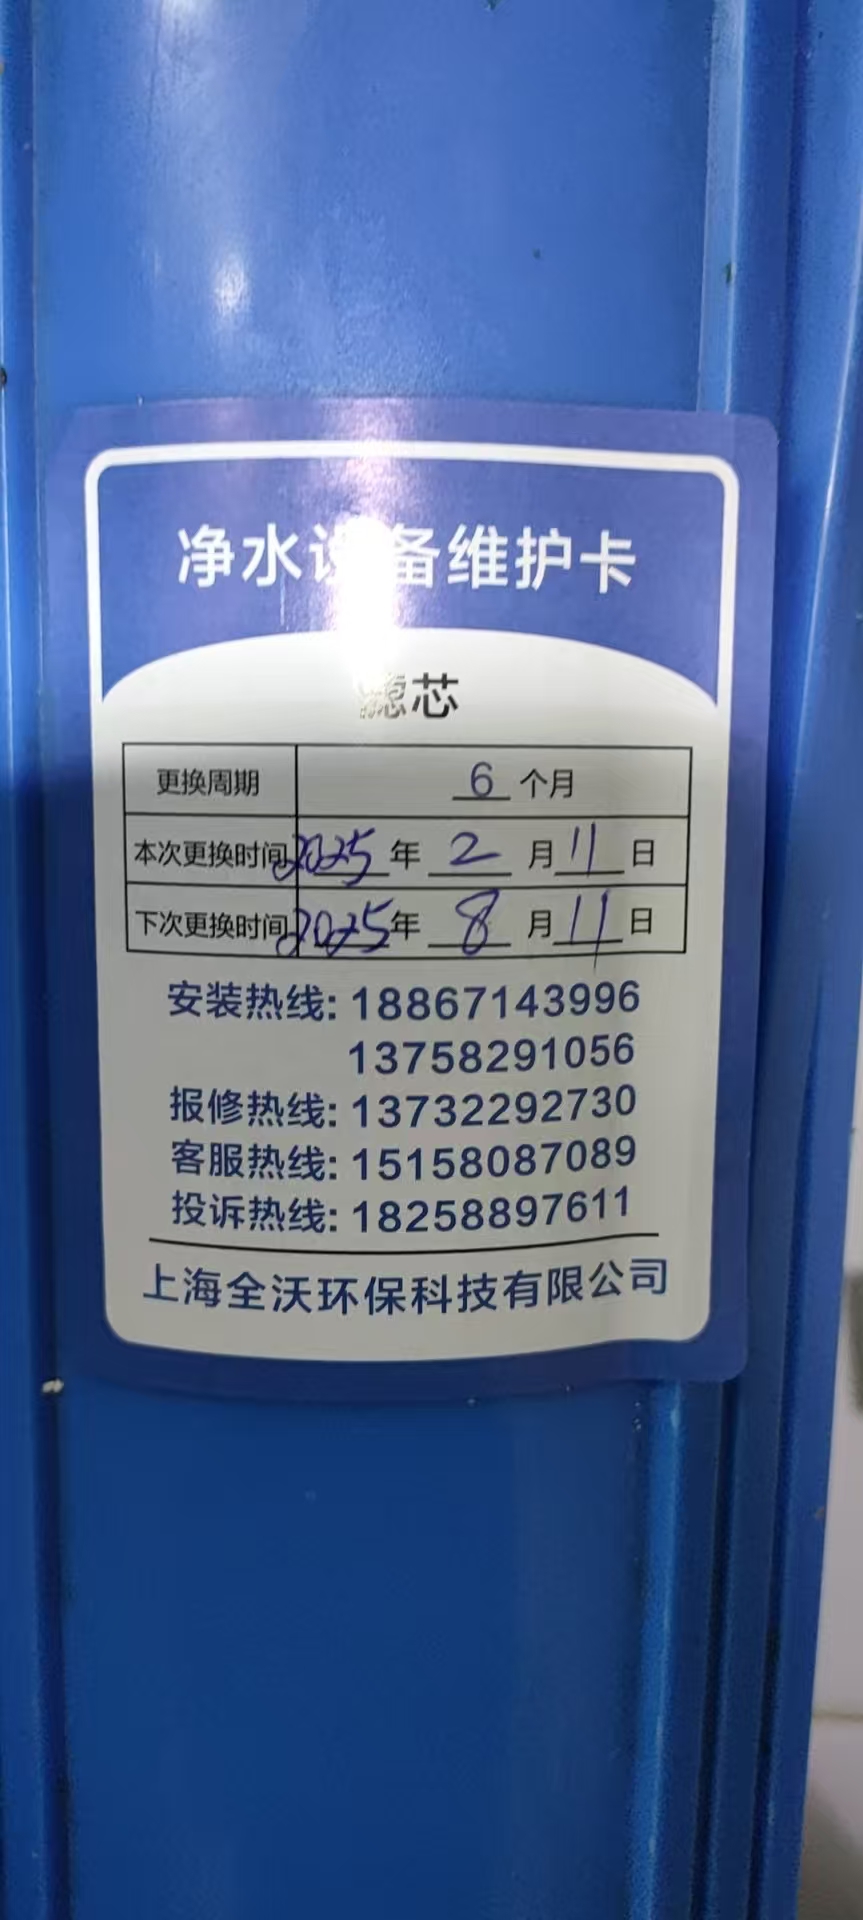 净水设备维护卡
滤芯
更换周期 6 个月
本次更换时间 2025 年 2 月 11 日
下次更换时间 2025 年 8 月 11 日
安装热线: 18867143996
13758291056
报修热线: 13732292730
客服热线: 15158087089
投诉热线: 18258897611
上海全沃环保科技有限公司